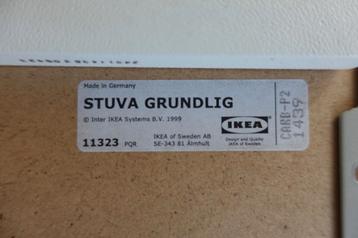 Made in Germany
STUVA GRUNDLIG
© Inter IKEA Systems B.V. 1999
11323 PQR
IKEA of Sweden AB
SE-343 81 Älmhult
IKEA
Design and Quality
IKEA of Sweden
CARB-P2
1439